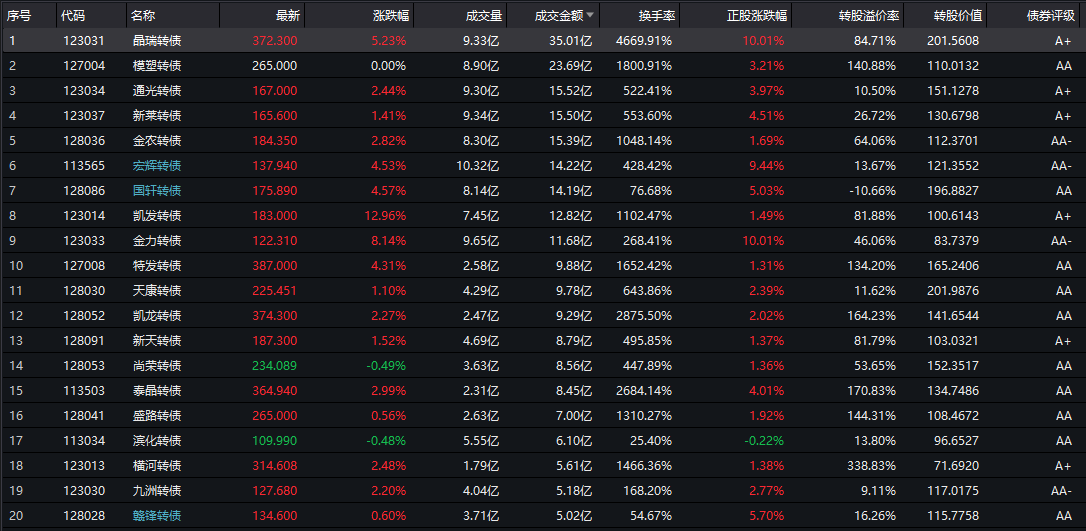 序号 代码 名称 最新 涨跌幅 成交量 成交金额 换手率 正股涨跌幅 转股溢价率 转股价值 债券评级
1 123031 晶瑞转债 372.300 5.23% 9.33亿 35.01亿 4669.91% 10.01% 84.71% 201.5608 A+
2 127004 模塑转债 265.000 0.00% 8.90亿 23.69亿 1800.91% 3.21% 140.88% 110.0132 AA
3 123034 通光转债 167.000 2.44% 9.30亿 15.52亿 522.41% 3.97% 10.50% 151.1278 A+
4 123037 新莱转债 165.600 1.41% 9.34亿 15.50亿 553.60% 4.51% 26.72% 130.6798 A+
5 128036 金农转债 184.350 2.82% 8.30亿 15.39亿 1048.14% 1.69% 64.06% 112.3701 AA-
6 113565 宏辉转债 137.940 4.53% 10.32亿 14.22亿 428.42% 9.44% 13.67% 121.3552 AA-
7 128086 国轩转债 175.890 4.57% 8.14亿 14.19亿 76.68% 5.03% -10.66% 196.8827 AA
8 123014 凯发转债 183.000 12.96% 7.45亿 12.82亿 1102.47% 1.49% 81.88% 100.6143 A+
9 123033 金力转债 122.310 8.14% 9.65亿 11.68亿 268.41% 10.01% 46.06% 83.7379 AA-
10 127008 特发转债 387.000 4.31% 2.58亿 9.88亿 1652.42% 1.31% 134.20% 165.2406 AA
11 128030 天康转债 225.451 1.10% 4.29亿 9.78亿 643.86% 2.39% 11.62% 201.9876 AA
12 128052 凯龙转债 374.300 2.27% 2.47亿 9.29亿 2875.50% 2.02% 164.23% 141.6544 AA
13 128091 新天转债 187.300 1.52% 4.69亿 8.79亿 495.85% 1.37% 81.79% 103.0321 A+
14 128053 尚荣转债 234.089 -0.49% 3.63亿 8.56亿 447.89% 1.36% 53.65% 152.3517 AA
15 113503 泰晶转债 364.940 2.99% 2.31亿 8.45亿 2684.14% 4.01% 170.83% 134.7486 AA
16 128041 盛路转债 265.000 0.56% 2.63亿 7.00亿 1310.27% 1.92% 144.31% 108.4672 AA
17 113034 滨化转债 109.990 -0.48% 5.55亿 6.10亿 25.40% -0.22% 13.80% 96.6527 AA
18 123013 横河转债 314.608 2.48% 1.79亿 5.61亿 1466.36% 1.38% 338.83% 71.6920 A+
19 123030 九洲转债 127.680 2.20% 4.04亿 5.18亿 168.20% 2.77% 9.11% 117.0175 AA-
20 128028 赣锋转债 134.600 0.60% 3.71亿 5.02亿 54.67% 5.70% 16.26% 115.7758 AA